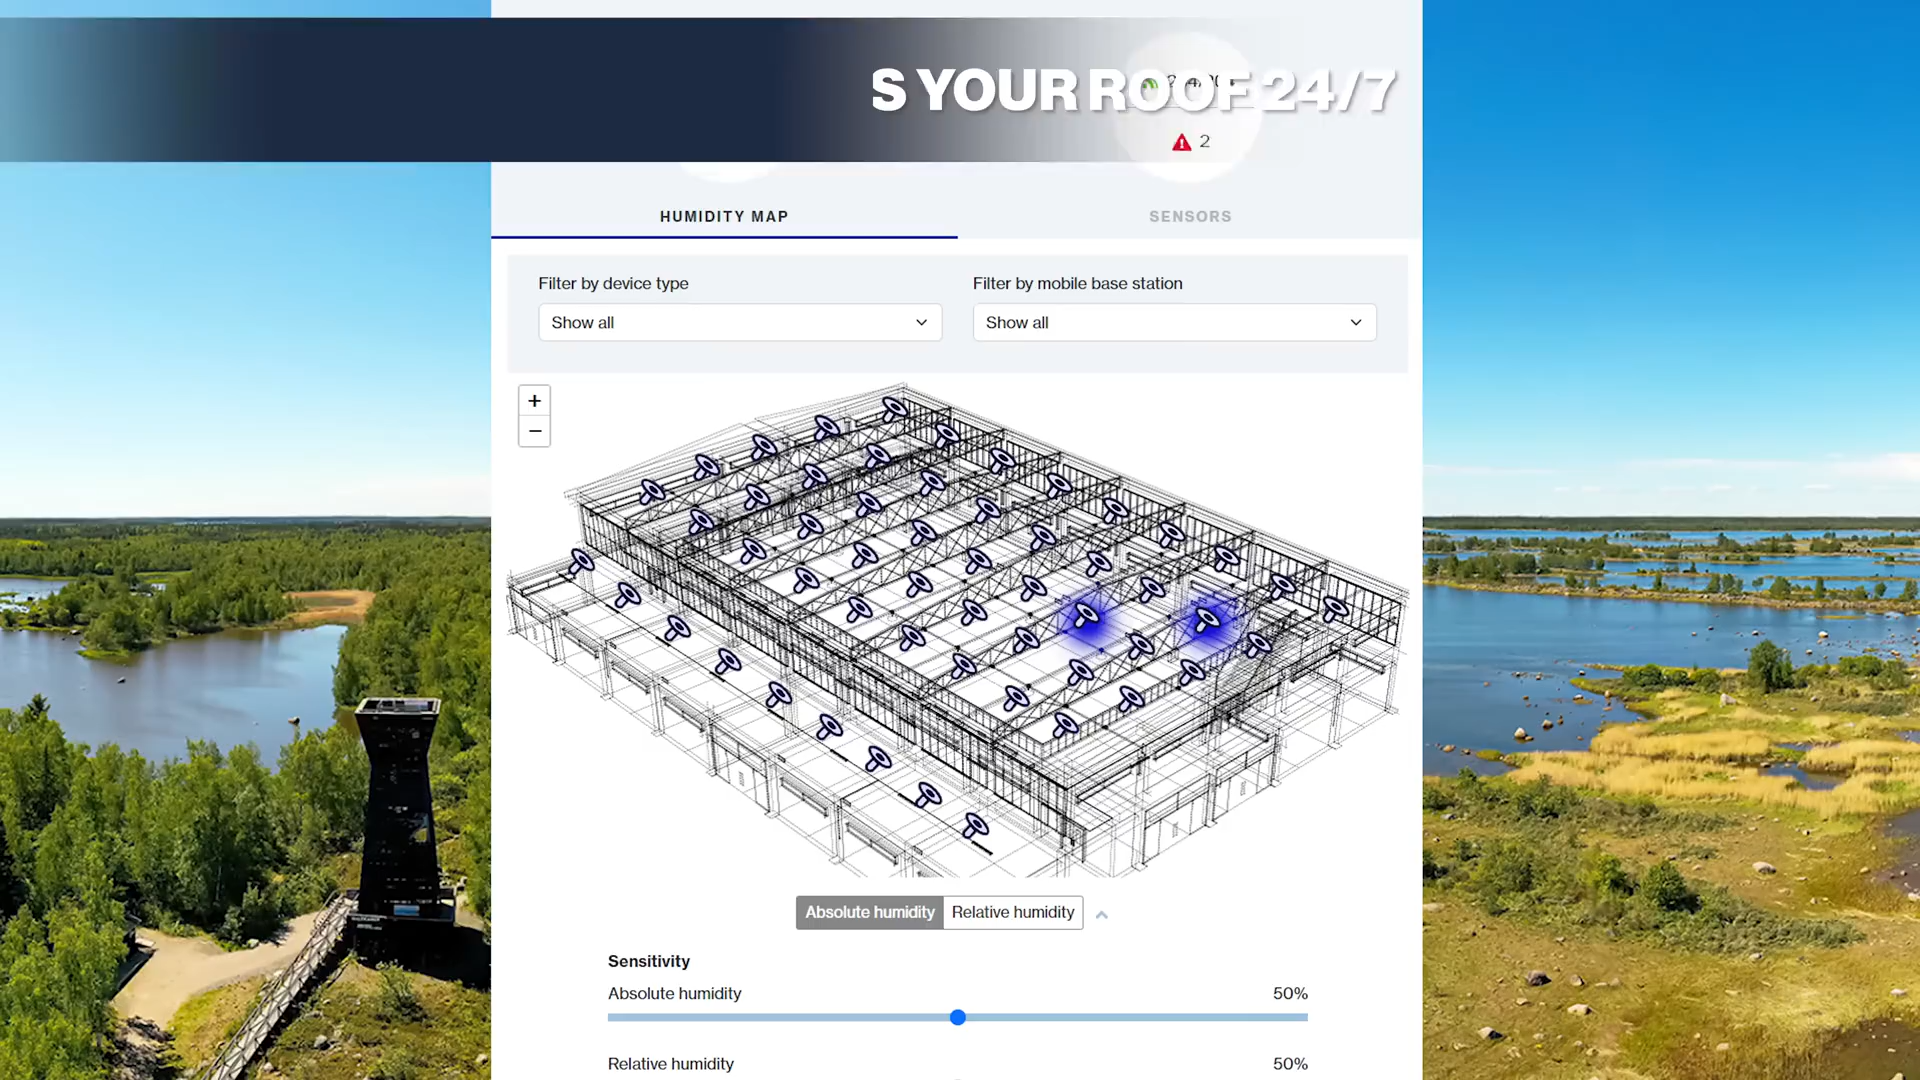 S YOUR ROOF 24/7
2
HUMIDITY MAP
SENSORS
Filter by device type
Filter by mobile base station
Show all
Show all
+
−
Absolute humidity
Relative humidity
Sensitivity
Absolute humidity
50%
Relative humidity
50%